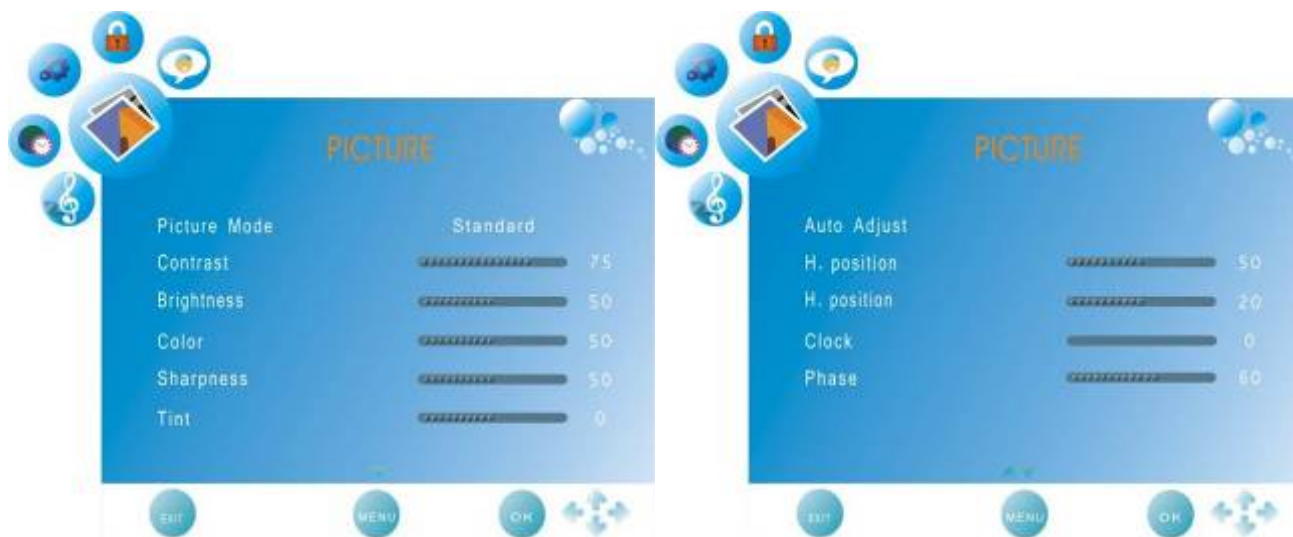 PICTURE
Picture Mode Standard
Contrast 75
Brightness 50
Color 50
Sharpness 50
Tint 0
EXIT MENU OK
PICTURE
Auto Adjust
H. position 50
H. position 20
Clock 0
Phase 60
EXIT MENU OK